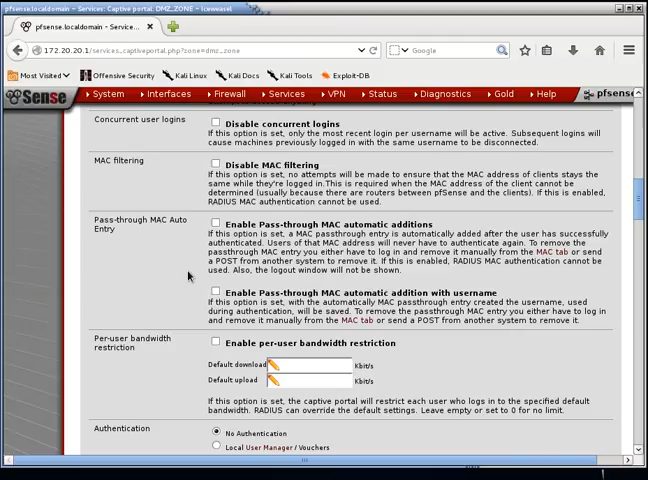 pfsense.localdomain - Services: Captive portal: DMZ_ZONE - Iceweasel
pfsense.localdomain - Service...
172.20.20.1/services_captiveportal.php?zone=dmz_zone
Google
Most Visited
Offensive Security
Kali Linux
Kali Docs
Kali Tools
Exploit-DB
Sense
System
Interfaces
Firewall
Services
VPN
Status
Diagnostics
Gold
Help
pfsense
Concurrent user logins
Disable concurrent logins
If this option is set, only the most recent login per username will be active. Subsequent logins will
cause machines previously logged in with the same username to be disconnected.
MAC filtering
Disable MAC filtering
If this option is set, no attempts will be made to ensure that the MAC address of clients stays the
same while they're logged in.This is required when the MAC address of the client cannot be
determined (usually because there are routers between pfSense and the clients). If this is enabled,
RADIUS MAC authentication cannot be used.
Pass-through MAC Auto
Entry
Enable Pass-through MAC automatic additions
If this option is set, a MAC passthrough entry is automatically added after the user has successfully
authenticated. Users of that MAC address will never have to authenticate again. To remove the
passthrough MAC entry you either have to log in and remove it manually from the MAC tab or send
a POST from another system to remove it. If this is enabled, RADIUS MAC authentication cannot be
used. Also, the logout window will not be shown.
Enable Pass-through MAC automatic addition with username
If this option is set, with the automatically MAC passthrough entry created the username, used
during authentication, will be saved. To remove the passthrough MAC entry you either have to log in
and remove it manually from the MAC tab or send a POST from another system to remove it.
Per-user bandwidth
restriction
Enable per-user bandwidth restriction
Default download
Kbit/s
Default upload
Kbit/s
If this option is set, the captive portal will restrict each user who logs in to the specified default
bandwidth. RADIUS can override the default settings. Leave empty or set to 0 for no limit.
Authentication
No Authentication
Local User Manager / Vouchers